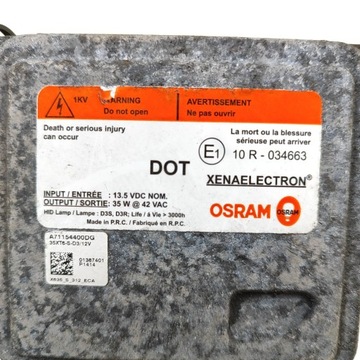 1KV
WARNING
Do not open
AVERTISSEMENT
Ne pas ouvrir
Death or serious injury
can occur
La mort ou la blessure
sérieuse peut arriver
DOT
E1
10 R - 034663
XENAELECTRON®
INPUT / ENTRÉE : 13.5 VDC NOM.
OUTPUT / SORTIE: 35 W @ 42 VAC
HID Lamp / Lampe : D3S, D3R; Life / à Vie > 3000h
Made in P.R.C. / Fabriqué en R.P.C.
OSRAM
OSRAM
A71154400DG
35XT6-5-D3/12V
01387401
P1414